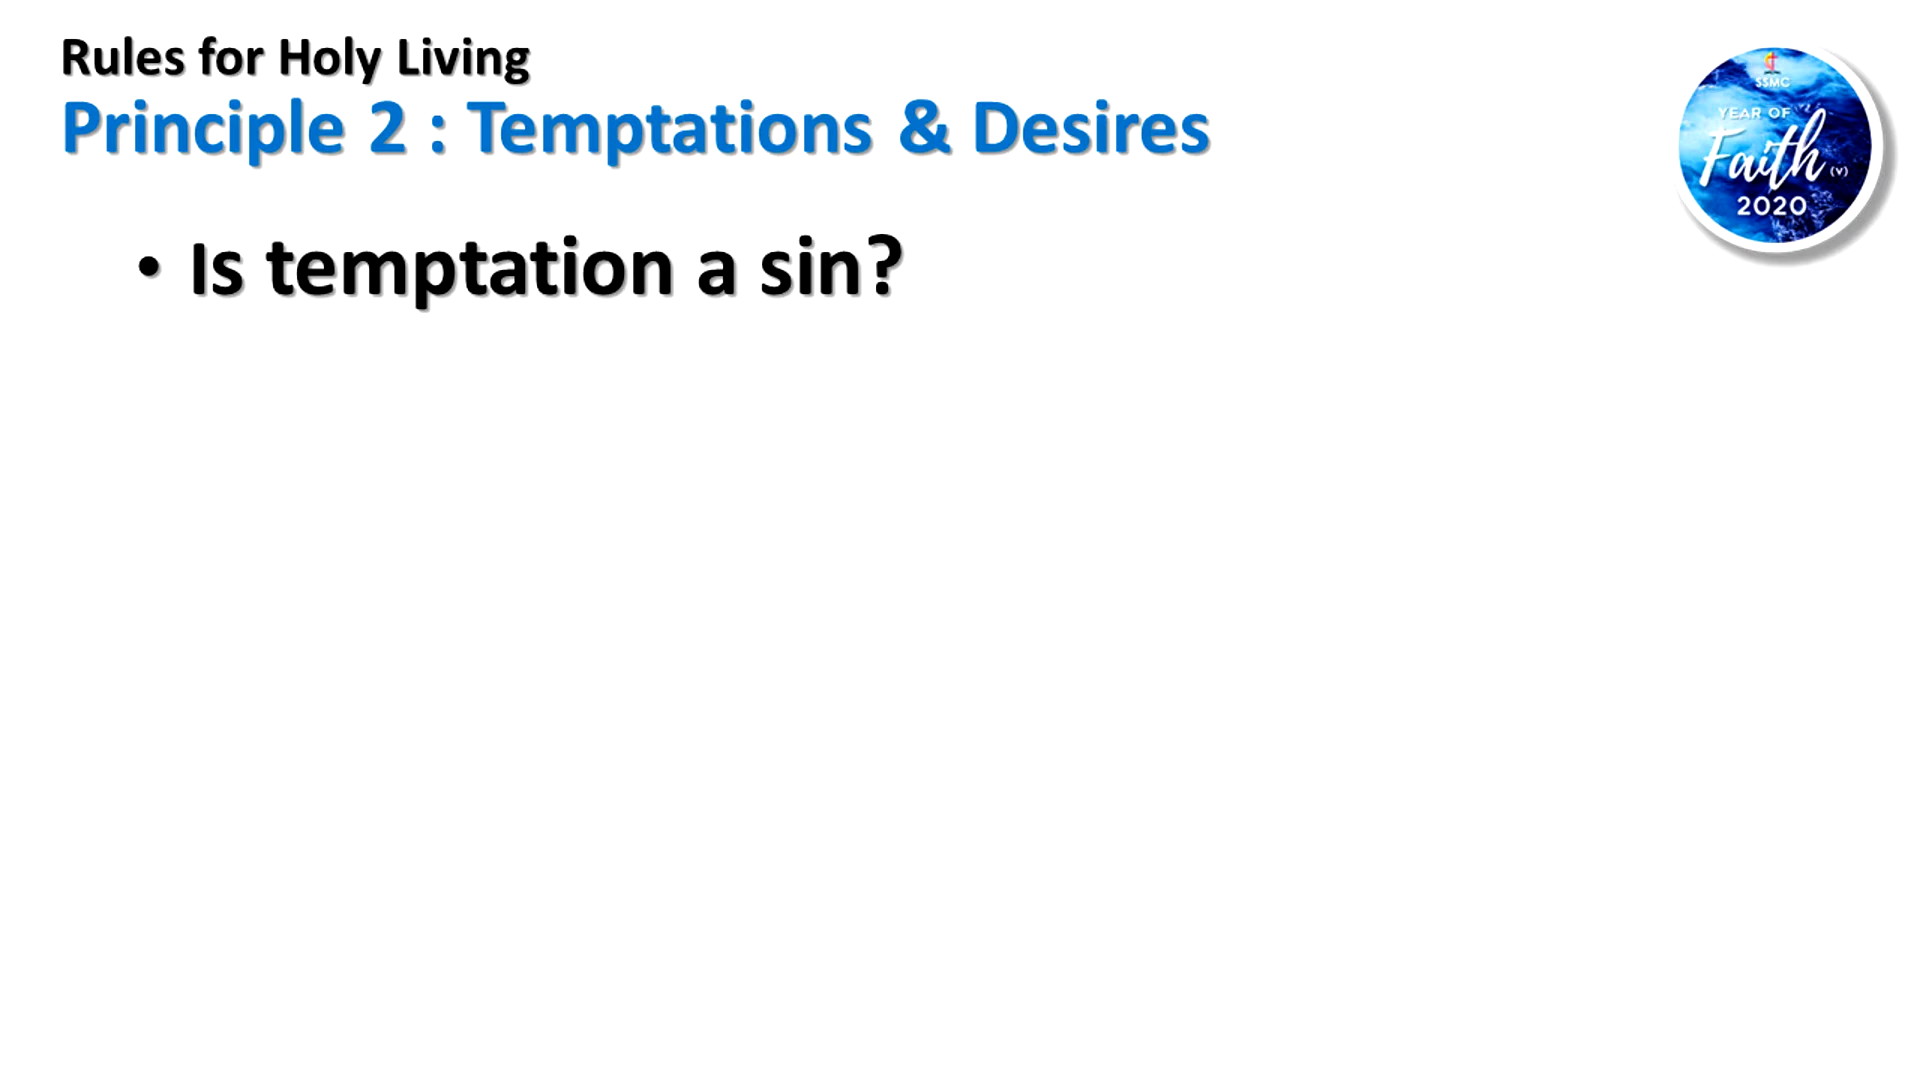 Rules for Holy Living
Principle 2 : Temptations & Desires
SSMC
YEAR OF
Faith (v)
2020
• Is temptation a sin?